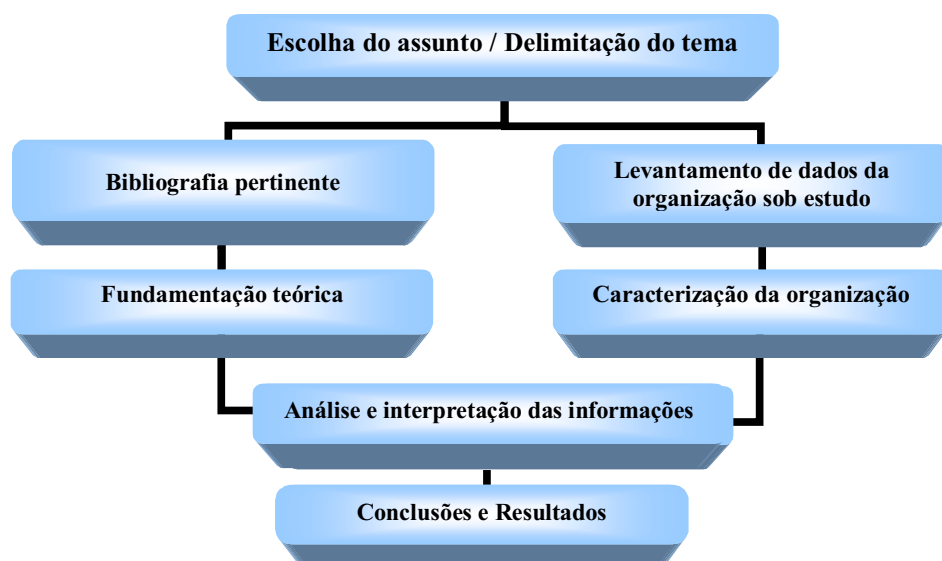 Escolha do assunto / Delimitação do tema
Bibliografia pertinente
Levantamento de dados da
organização sob estudo
Fundamentação teórica
Caracterização da organização
Análise e interpretação das informações
Conclusões e Resultados